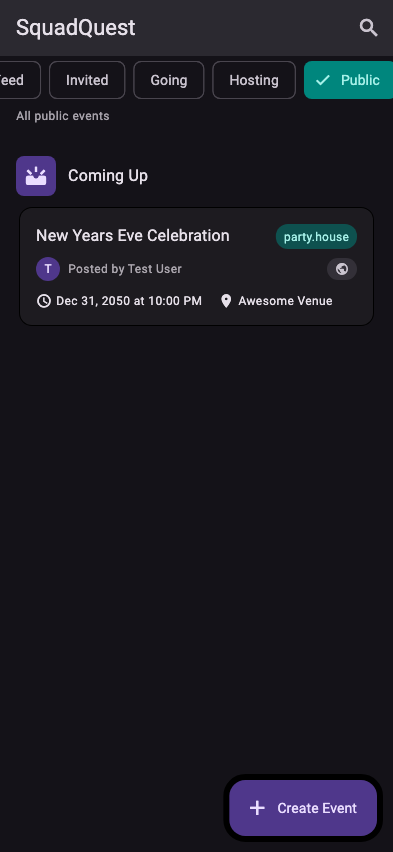 SquadQuest
eed Invited Going Hosting Public
All public events
Coming Up
New Years Eve Celebration party.house
T Posted by Test User
Dec 31, 2050 at 10:00 PM Awesome Venue
Create Event